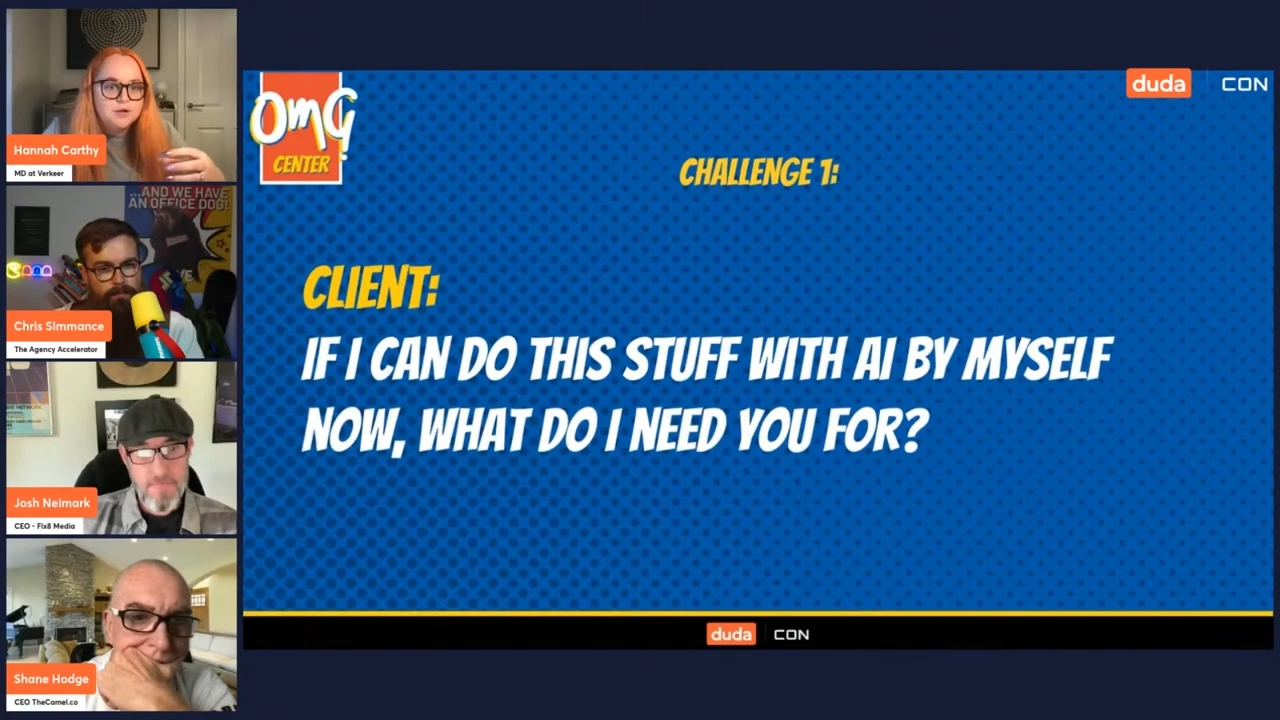 Hannah Carthy
MD at Verkeer
...AND WE HAVE
AN OFFICE DOG!
Chris Simmance
The Agency Accelerator
Josh Neimark
CEO - Fix8 Media
Shane Hodge
CEO TheCamel.co
OMG
CENTER
duda CON
CHALLENGE 1:
CLIENT:
IF I CAN DO THIS STUFF WITH AI BY MYSELF
NOW, WHAT DO I NEED YOU FOR?
duda CON